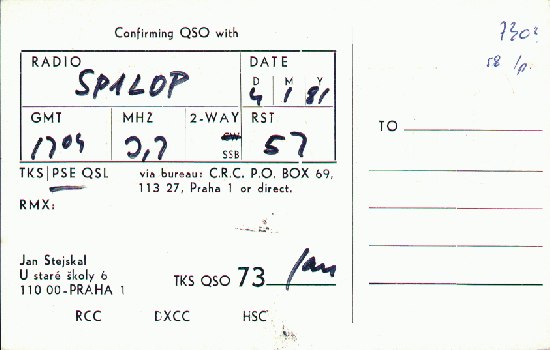 Confirming QSO with
RADIO DATE
SP1LOP D M Y
4 1 81
GMT MHZ 2-WAY RST
1704 3,7 CW 57
SSB
TKS PSE QSL via bureau: C.R.C. P.O. BOX 69,
113 27, Praha 1 or direct.
RMX:
Jan Stejskal
U staré školy 6
110 00-PRAHA 1
TKS QSO 73 Jan
RCC DXCC HSC
TO